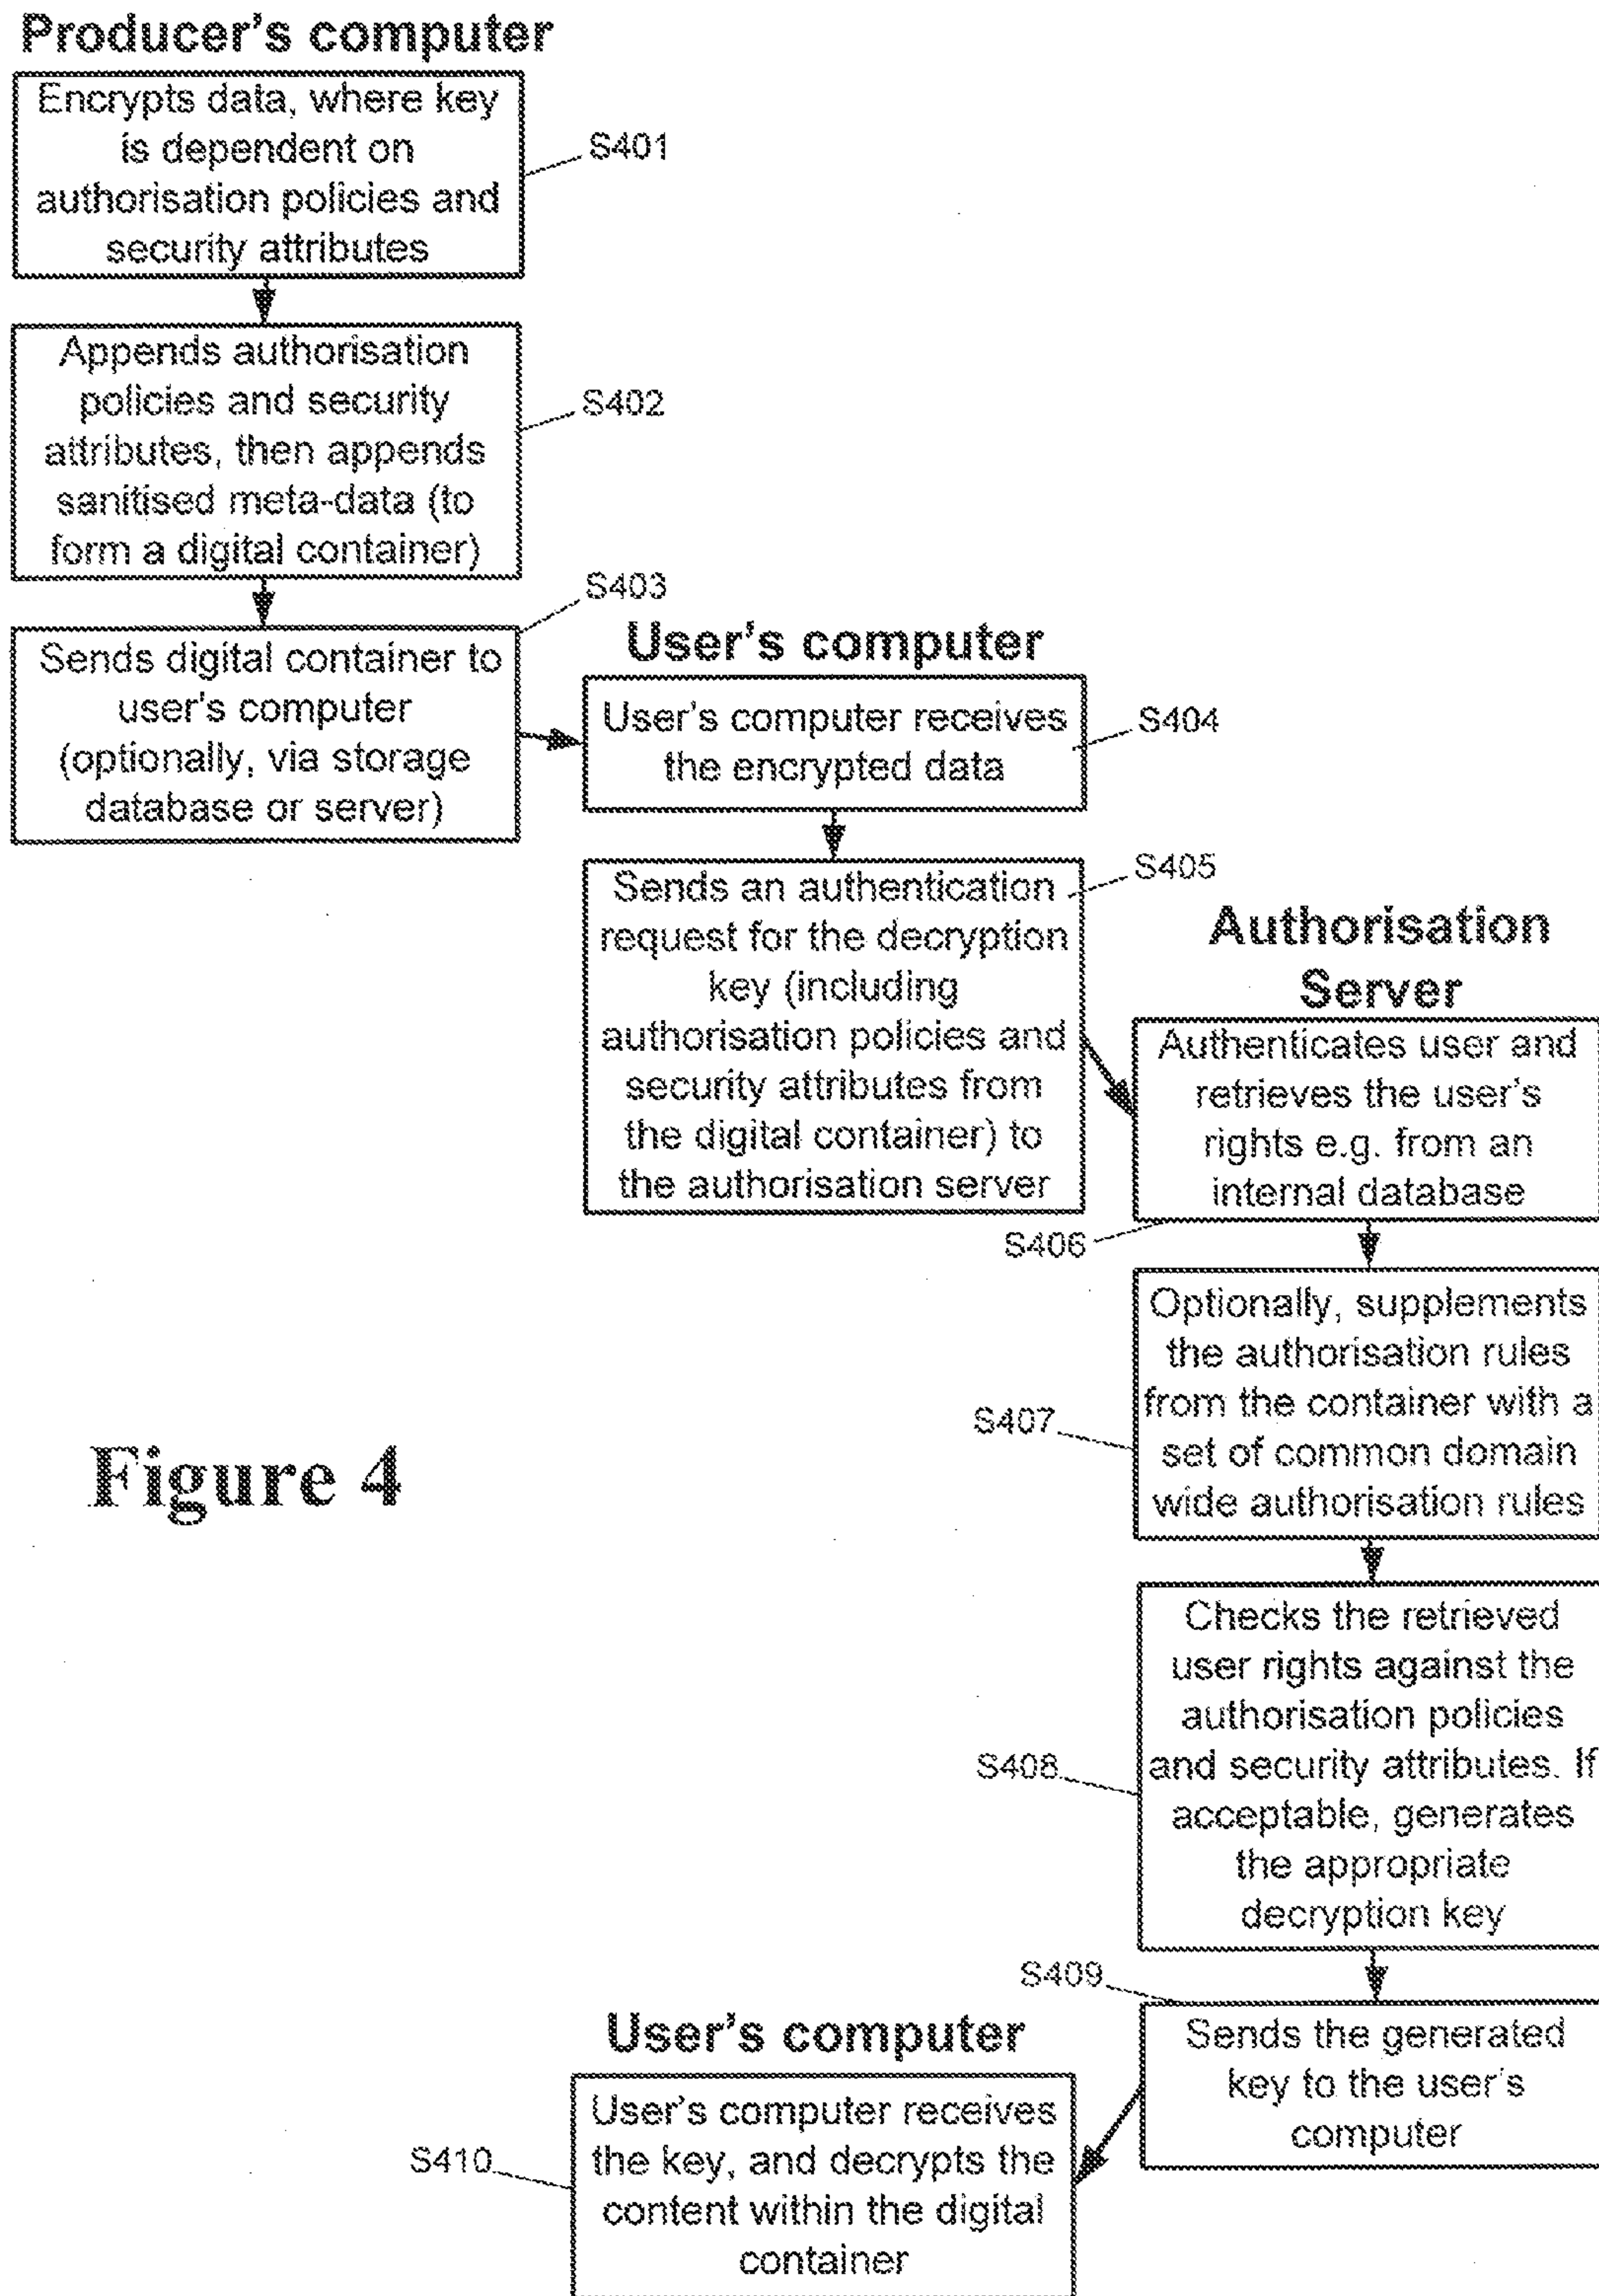 Producer's computer
Encrypts data, where key
is dependent on
authorisation policies and
security attributes
S401
Appends authorisation
policies and security
attributes, then appends
sanitised meta-data (to
form a digital container)
S402
Sends digital container to
user's computer
(optionally, via storage
database or server)
S403
User's computer
User's computer receives
the encrypted data
S404
Sends an authentication
request for the decryption
key (including
authorisation policies and
security attributes from
the digital container) to
the authorisation server
S405
Authorisation
Server
Authenticates user and
retrieves the user's
rights e.g. from an
internal database
S406
Optionally, supplements
the authorisation rules
from the container with a
set of common domain
wide authorisation rules
S407
Figure 4
Checks the retrieved
user rights against the
authorisation policies
and security attributes. If
acceptable, generates
the appropriate
decryption key
S408
S409
Sends the generated
key to the user's
computer
User's computer
User's computer receives
the key, and decrypts the
content within the digital
container
S410